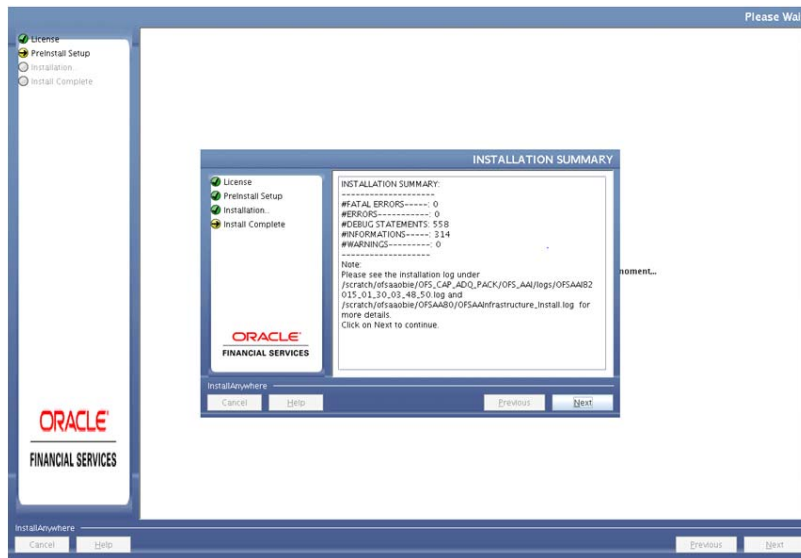 Please Wai
License
PreInstall Setup
Installation...
Install Complete
INSTALLATION SUMMARY
License
PreInstall Setup
Installation..
Install Complete
INSTALLATION SUMMARY:
--------------------
#FATAL ERRORS-----: 0
#ERRORS-----------: 0
#DEBUG STATEMENTS: 558
#INFORMATIONS-----: 314
#WARNINGS---------: 0
-------------------
Note:
Please see the installation log under
/scratch/ofsaaobie/OFS_CAP_ADQ_PACK/OFS_AAI/logs/OFSAAI82
015_01_30_03_48_50.log and
/scratch/ofsaaobie/OFSAA80/OFSAAInfrastructure_Install.log for
more details.
Click on Next to continue.
noment...
ORACLE
FINANCIAL SERVICES
InstallAnywhere
Cancel
Help
Previous
Next
ORACLE
FINANCIAL SERVICES
InstallAnywhere
Cancel
Help
Previous
Next